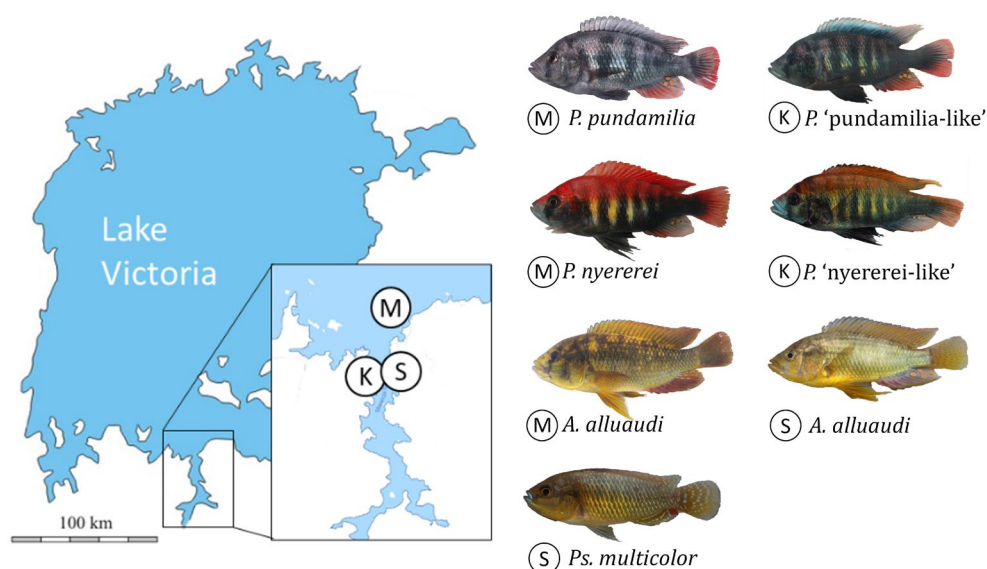 Lake
Victoria
M
K
S
100 km
M P. pundamilia
K P. ‘pundamilia-like’
M P. nyererei
K P. ‘nyererei-like’
M A. alluaudi
S A. alluaudi
S Ps. multicolor